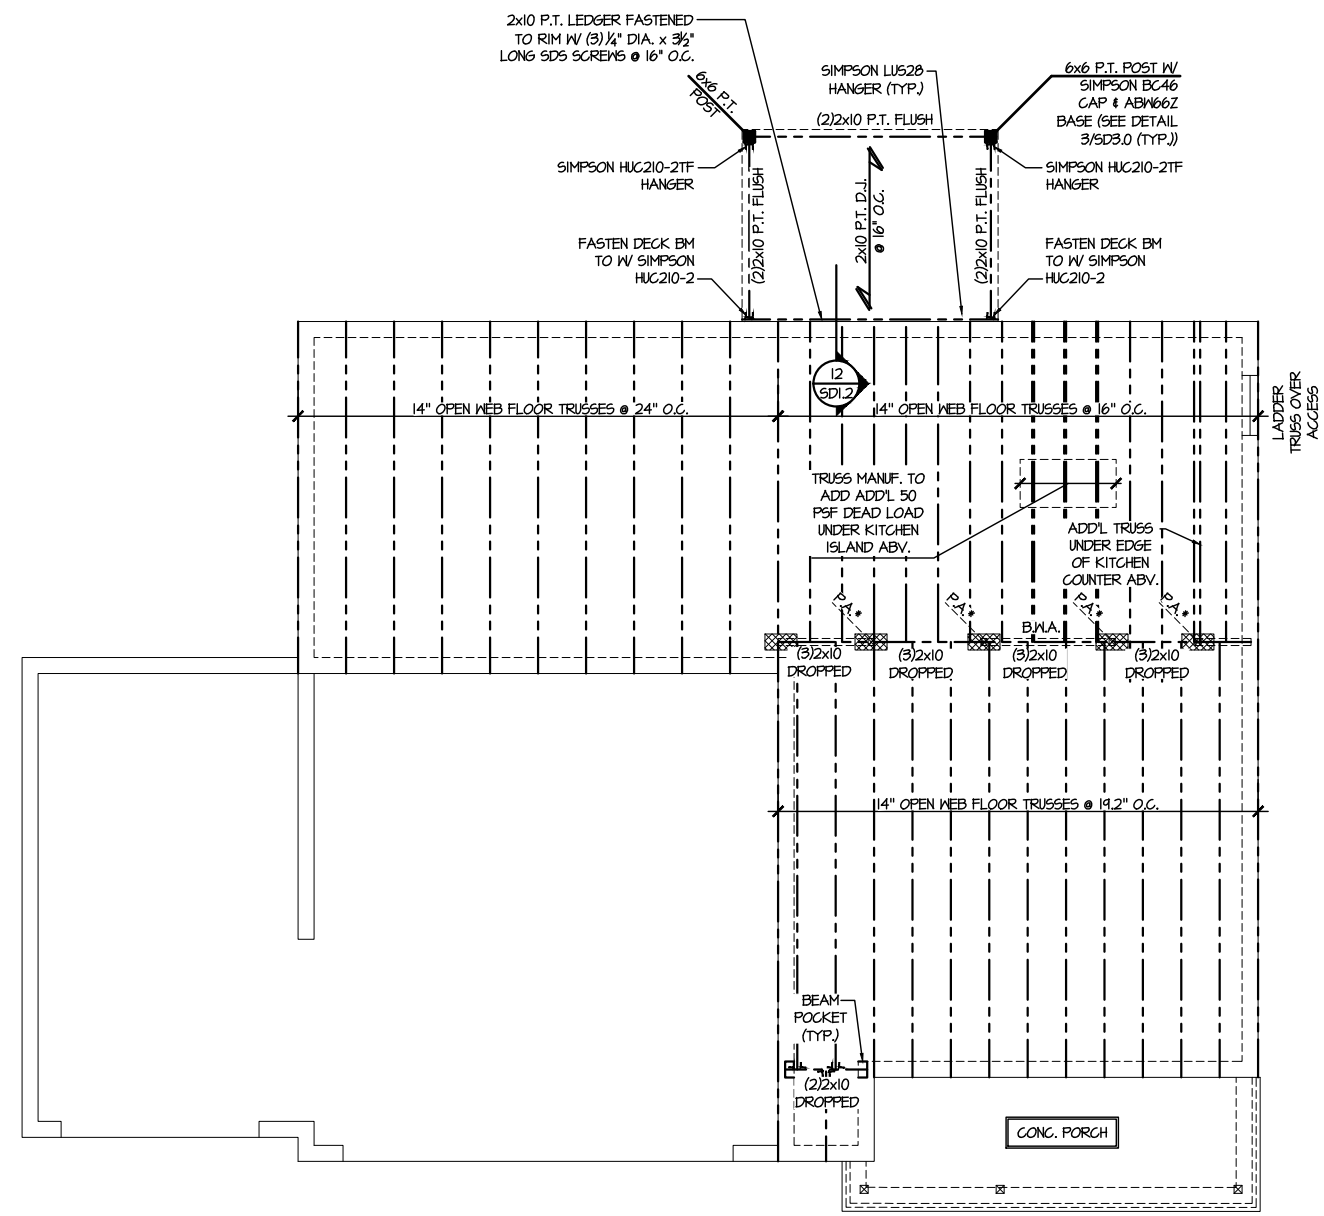 2x10 P.T. LEDGER FASTENED
TO RIM W/ (3) 1/4" DIA. x 3 1/2"
LONG SDS SCREWS @ 16" O.C.
6x6 P.T.
POST
SIMPSON LUS28
HANGER (TYP.)
(2)2x10 P.T. FLUSH
6x6 P.T. POST W/
SIMPSON BC46
CAP & ABW66Z
BASE (SEE DETAIL
3/SD3.0 (TYP.))
SIMPSON HUC210-2TF
HANGER
SIMPSON HUC210-2TF
HANGER
(2)2x10 P.T. FLUSH
2x10 P.T. D.J.
@ 16" O.C.
(2)2x10 P.T. FLUSH
FASTEN DECK BM
TO W/ SIMPSON
HUC210-2
FASTEN DECK BM
TO W/ SIMPSON
HUC210-2
12
SD1.2
14" OPEN WEB FLOOR TRUSSES @ 24" O.C.
14" OPEN WEB FLOOR TRUSSES @ 16" O.C.
LADDER
TRUSS OVER
ACCESS
TRUSS MANUF. TO
ADD ADD'L 50
PSF DEAD LOAD
UNDER KITCHEN
ISLAND ABV.
ADD'L TRUSS
UNDER EDGE
OF KITCHEN
COUNTER ABV.
P.A.*
P.A.*
P.A.*
P.A.*
B.W.A.
(3)2x10
DROPPED
(3)2x10
DROPPED
(3)2x10
DROPPED
(3)2x10
DROPPED
14" OPEN WEB FLOOR TRUSSES @ 19.2" O.C.
BEAM
POCKET
(TYP.)
(2)2x10
DROPPED
CONC. PORCH